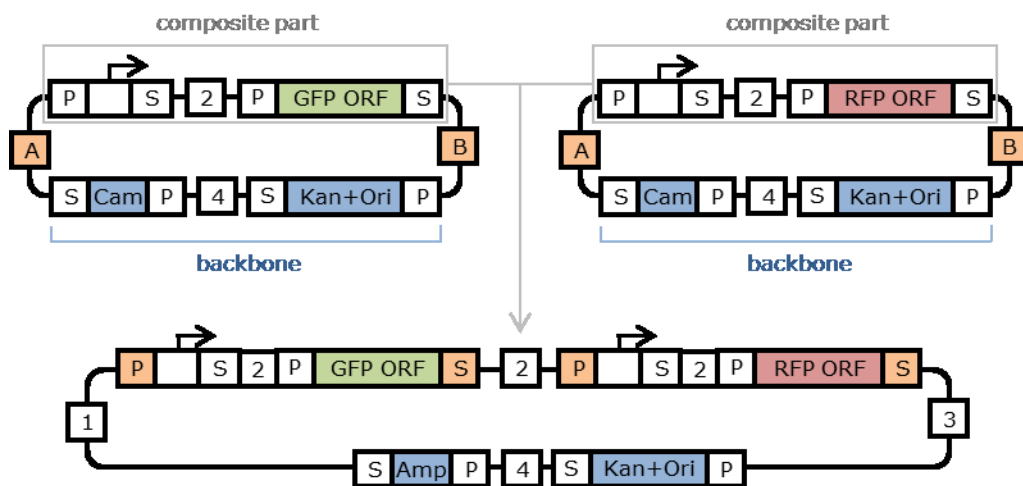 composite part composite part
P S 2 P GFP ORF S P S 2 P RFP ORF S
A B A B
S Cam P 4 S Kan+Ori P S Cam P 4 S Kan+Ori P
backbone backbone
P S 2 P GFP ORF S 2 P S 2 P RFP ORF S
1 3
S Amp P 4 S Kan+Ori P